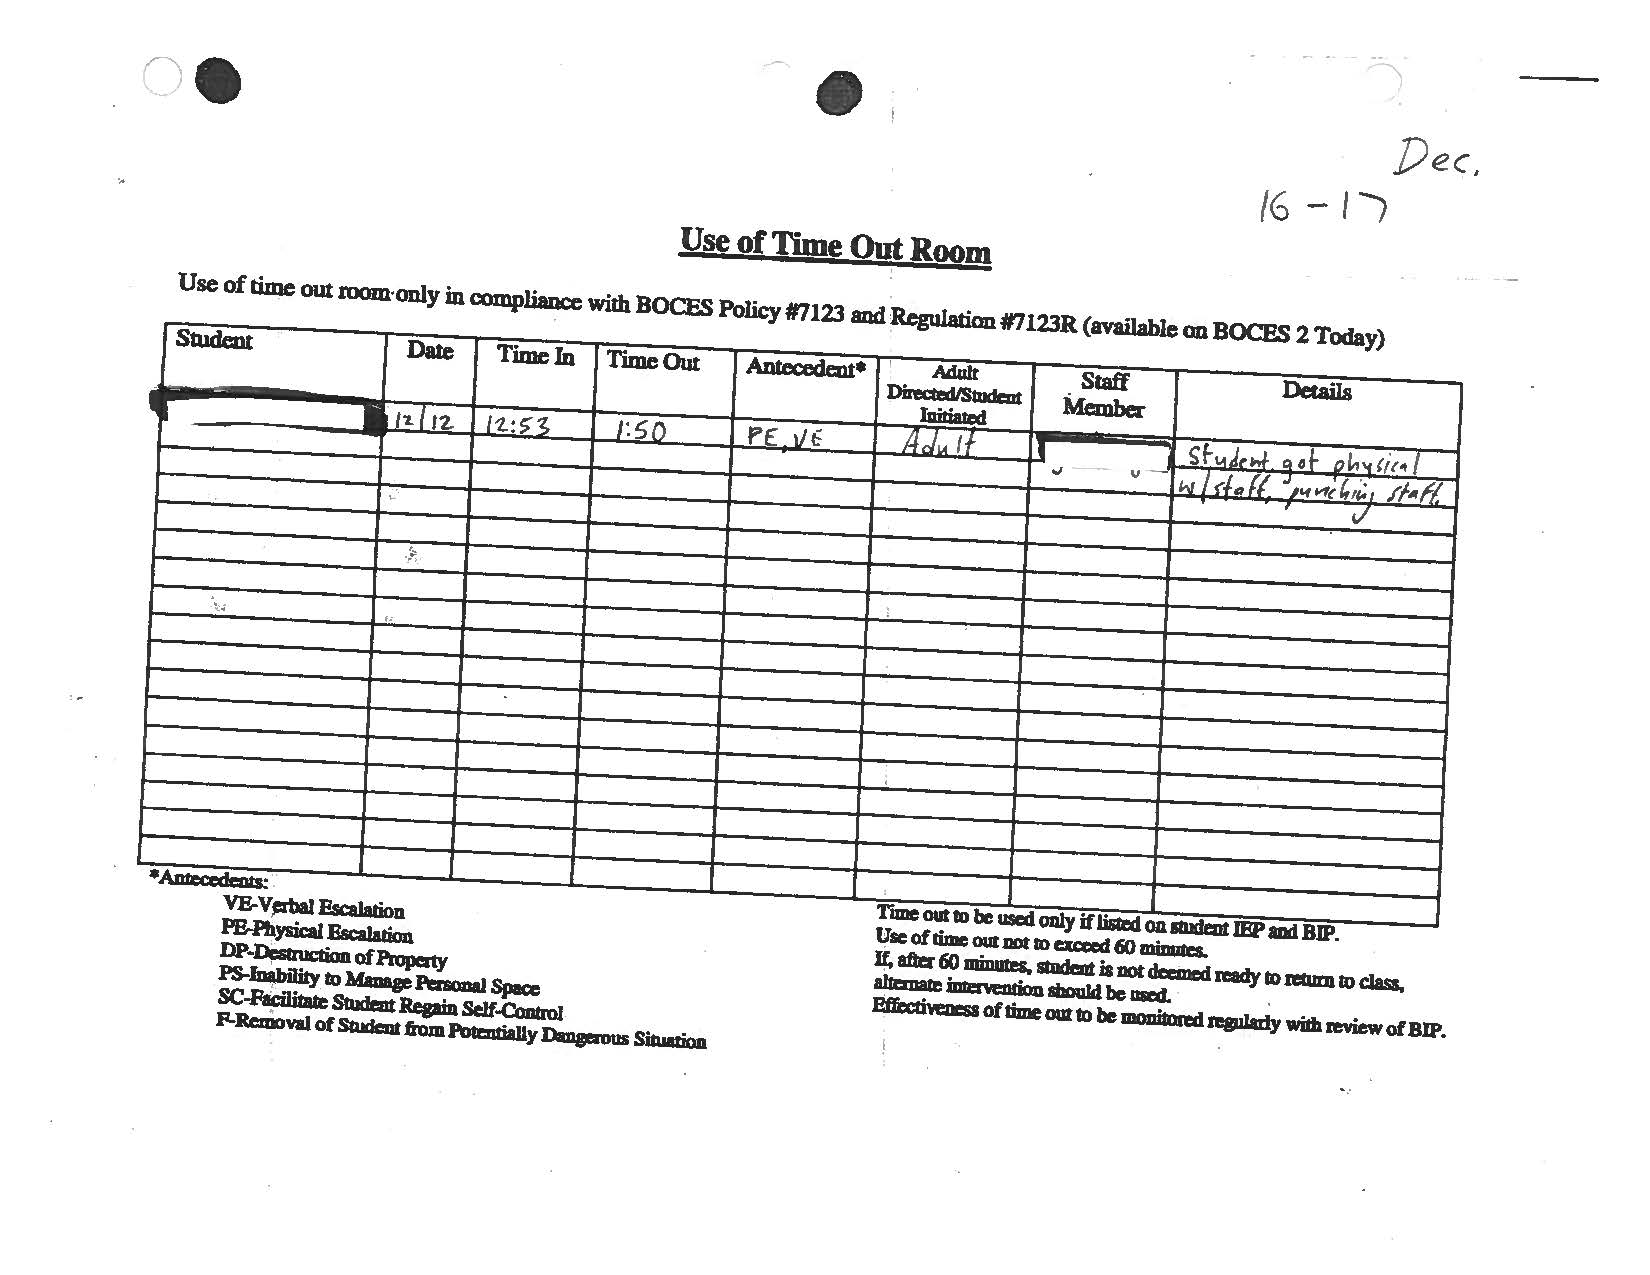 Dec.
16-17
Use of Time Out Room
Use of time out room only in compliance with BOCES Policy #7123 and Regulation #7123R (available on BOCES 2 Today)
Student Date Time In Time Out Antecedent* Adult Directed/Student Initiated Staff Member Details
12/12 12:53 1:50 PE, VE Adult Student got physical
w/staff, punching staff.
*Antecedents:
VE-Verbal Escalation
PE-Physical Escalation
DP-Destruction of Property
PS-Inability to Manage Personal Space
SC-Facilitate Student Regain Self-Control
F-Removal of Student from Potentially Dangerous Situation
Time out to be used only if listed on student IEP and BIP.
Use of time out not to exceed 60 minutes.
If, after 60 minutes, student is not deemed ready to return to class,
alternate intervention should be used.
Effectiveness of time out to be monitored regularly with review of BIP.